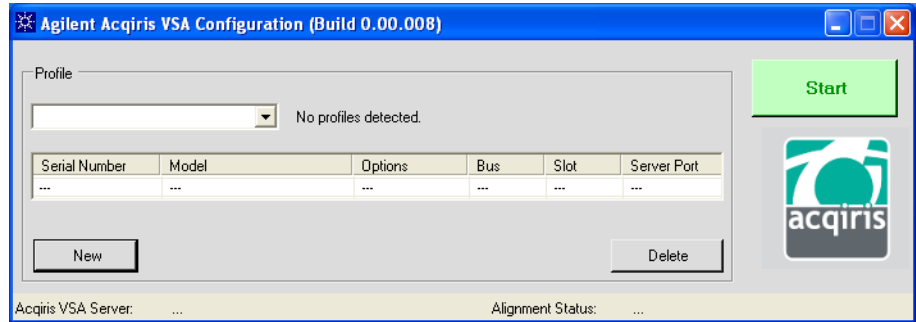 Agilent Acqiris VSA Configuration (Build 0.00.008)
Profile
Start
No profiles detected.
Serial Number Model Options Bus Slot Server Port
--- --- --- --- --- ---
acqiris
New Delete
Acqiris VSA Server: ... Alignment Status: ...